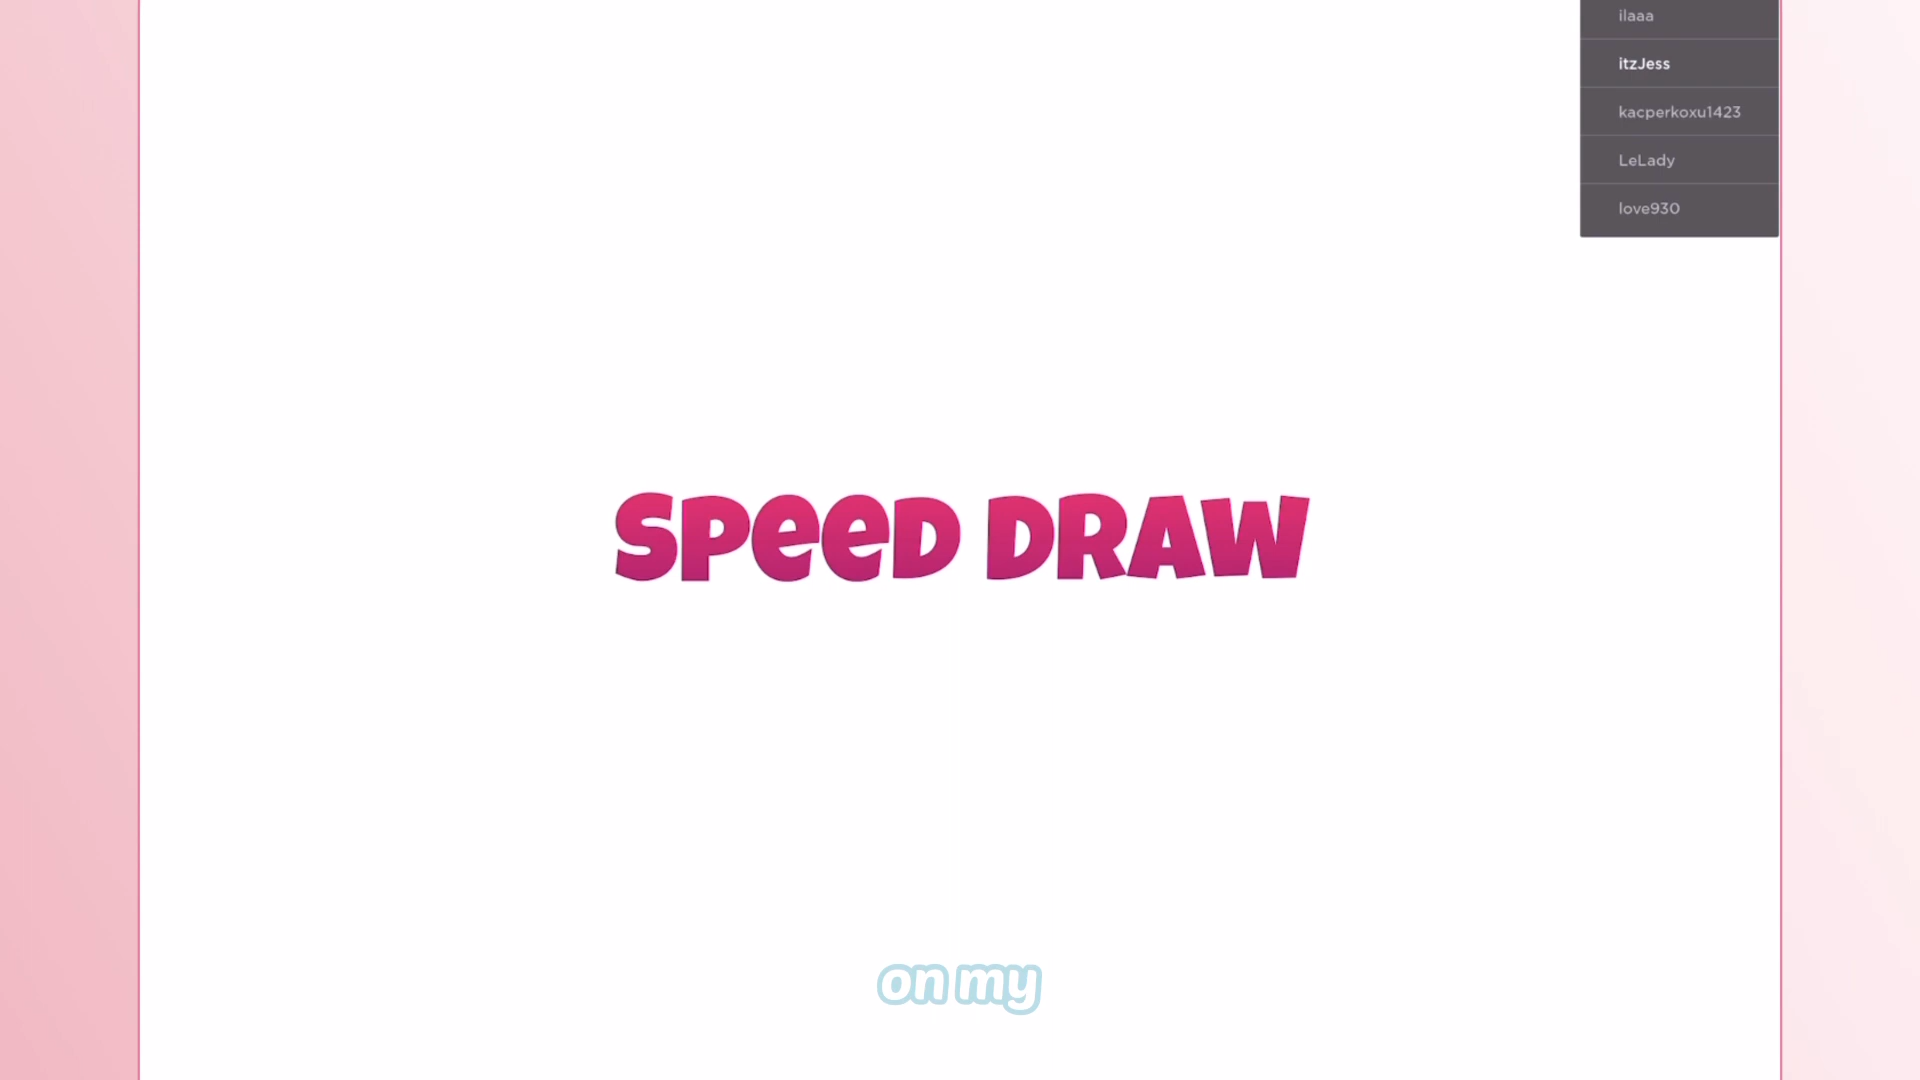 ilaaa
itzJess
kacperkoxu1423
LeLady
love930
SPeeD DRAW
on my